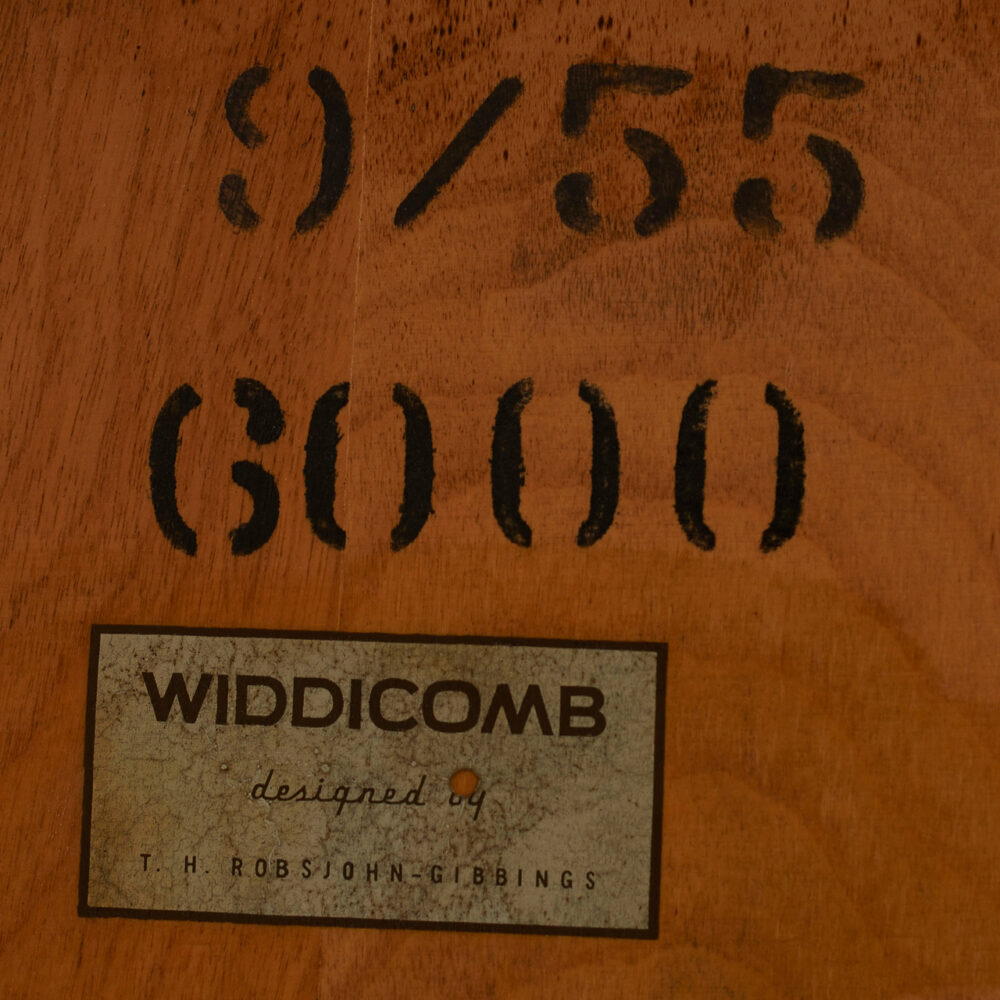 9/55
6000
WIDDICOMB
designed by
T. H. ROBSJOHN-GIBBINGS